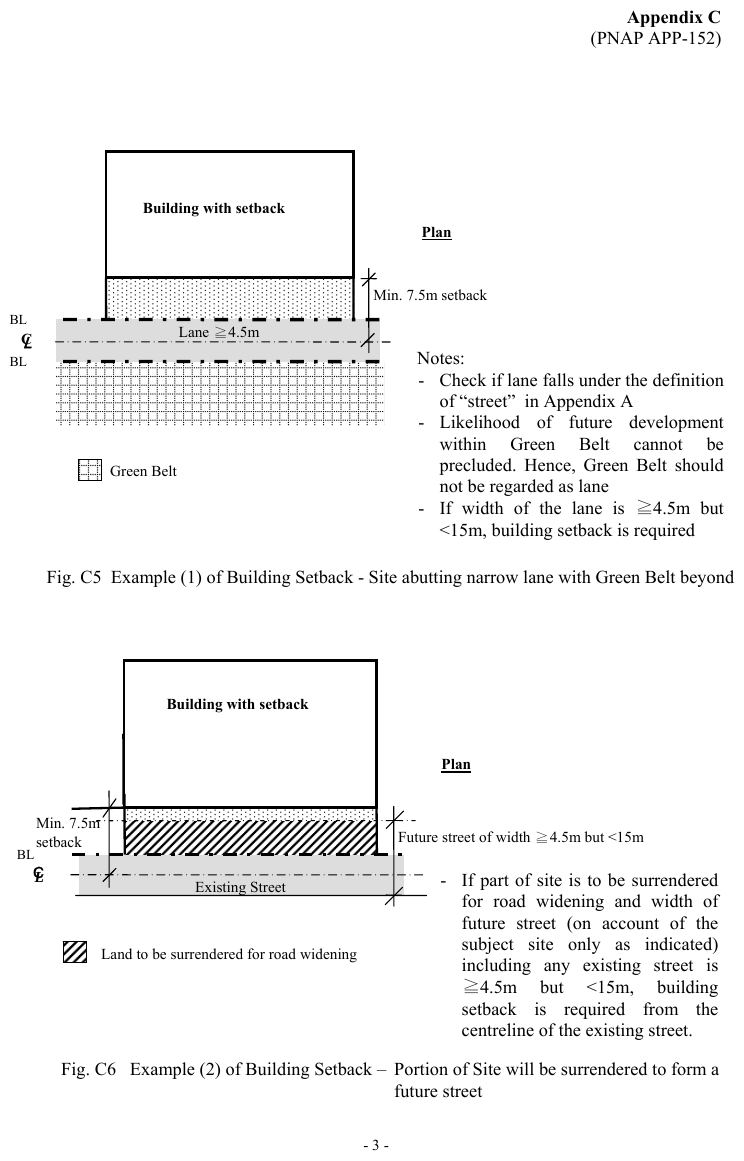 Appendix C
(PNAP APP-152)
Building with setback
Plan
Min. 7.5m setback
BL
Lane ≧4.5m
℄
BL
Notes:
- Check if lane falls under the definition
of “street” in Appendix A
- Likelihood of future development
within Green Belt cannot be
precluded. Hence, Green Belt should
not be regarded as lane
- If width of the lane is ≧4.5m but
<15m, building setback is required
Green Belt
Fig. C5 Example (1) of Building Setback - Site abutting narrow lane with Green Belt beyond
Building with setback
Plan
Min. 7.5m
setback
Future street of width ≧4.5m but <15m
BL
℄
Existing Street
- If part of site is to be surrendered
for road widening and width of
future street (on account of the
subject site only as indicated)
including any existing street is
≧4.5m but <15m, building
setback is required from the
centreline of the existing street.
Land to be surrendered for road widening
Fig. C6 Example (2) of Building Setback – Portion of Site will be surrendered to form a
future street
- 3 -